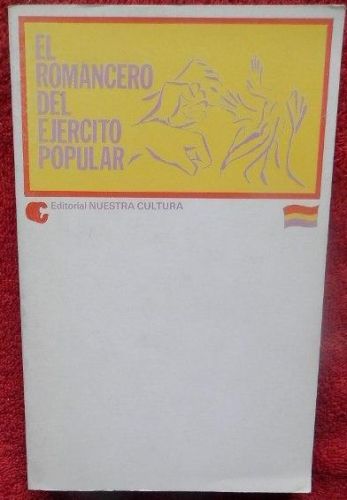 EL
ROMANCERO
DEL
EJERCITO
POPULAR
Editorial NUESTRA CULTURA